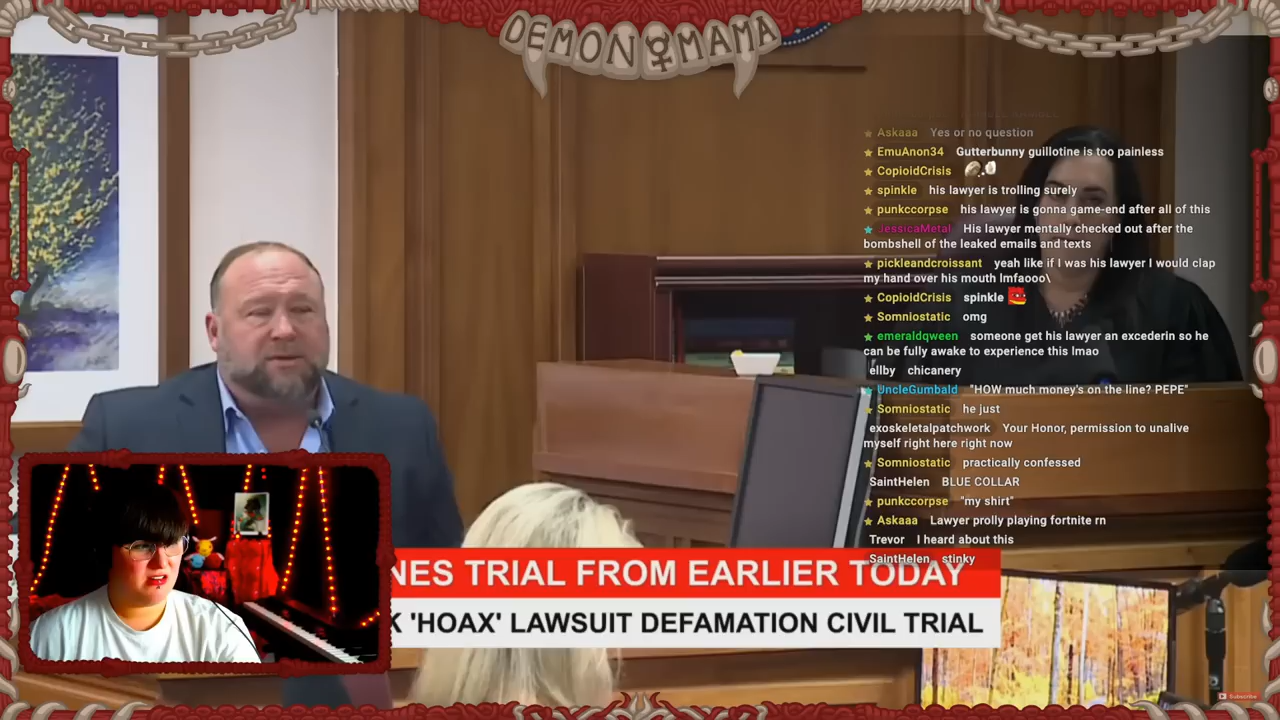 DEMON MAMA
Askaaa Yes or no question
EmuAnon34 Gutterbunny guillotine is too painless
CopioidCrisis
spinkle his lawyer is trolling surely
punkccorpse his lawyer is gonna game-end after all of this
JessicaMetal His lawyer mentally checked out after the
bombshell of the leaked emails and texts
pickleandcroissant yeah like if I was his lawyer I would clap
my hand over his mouth lmfaooo\
CopioidCrisis spinkle
Somniostatic omg
emeraldqween someone get his lawyer an excederin so he
can be fully awake to experience this lmao
ellby chicanery
UncleGumbald "HOW much money's on the line? PEPE"
Somniostatic he just
exoskeletalpatchwork Your Honor, permission to unalive
myself right here right now
Somniostatic practically confessed
SaintHelen BLUE COLLAR
punkccorpse "my shirt"
Askaaa Lawyer prolly playing fortnite rn
Trevor I heard about this
SaintHelen stinky
NES TRIAL FROM EARLIER TODAY
K 'HOAX' LAWSUIT DEFAMATION CIVIL TRIAL
Subscribe